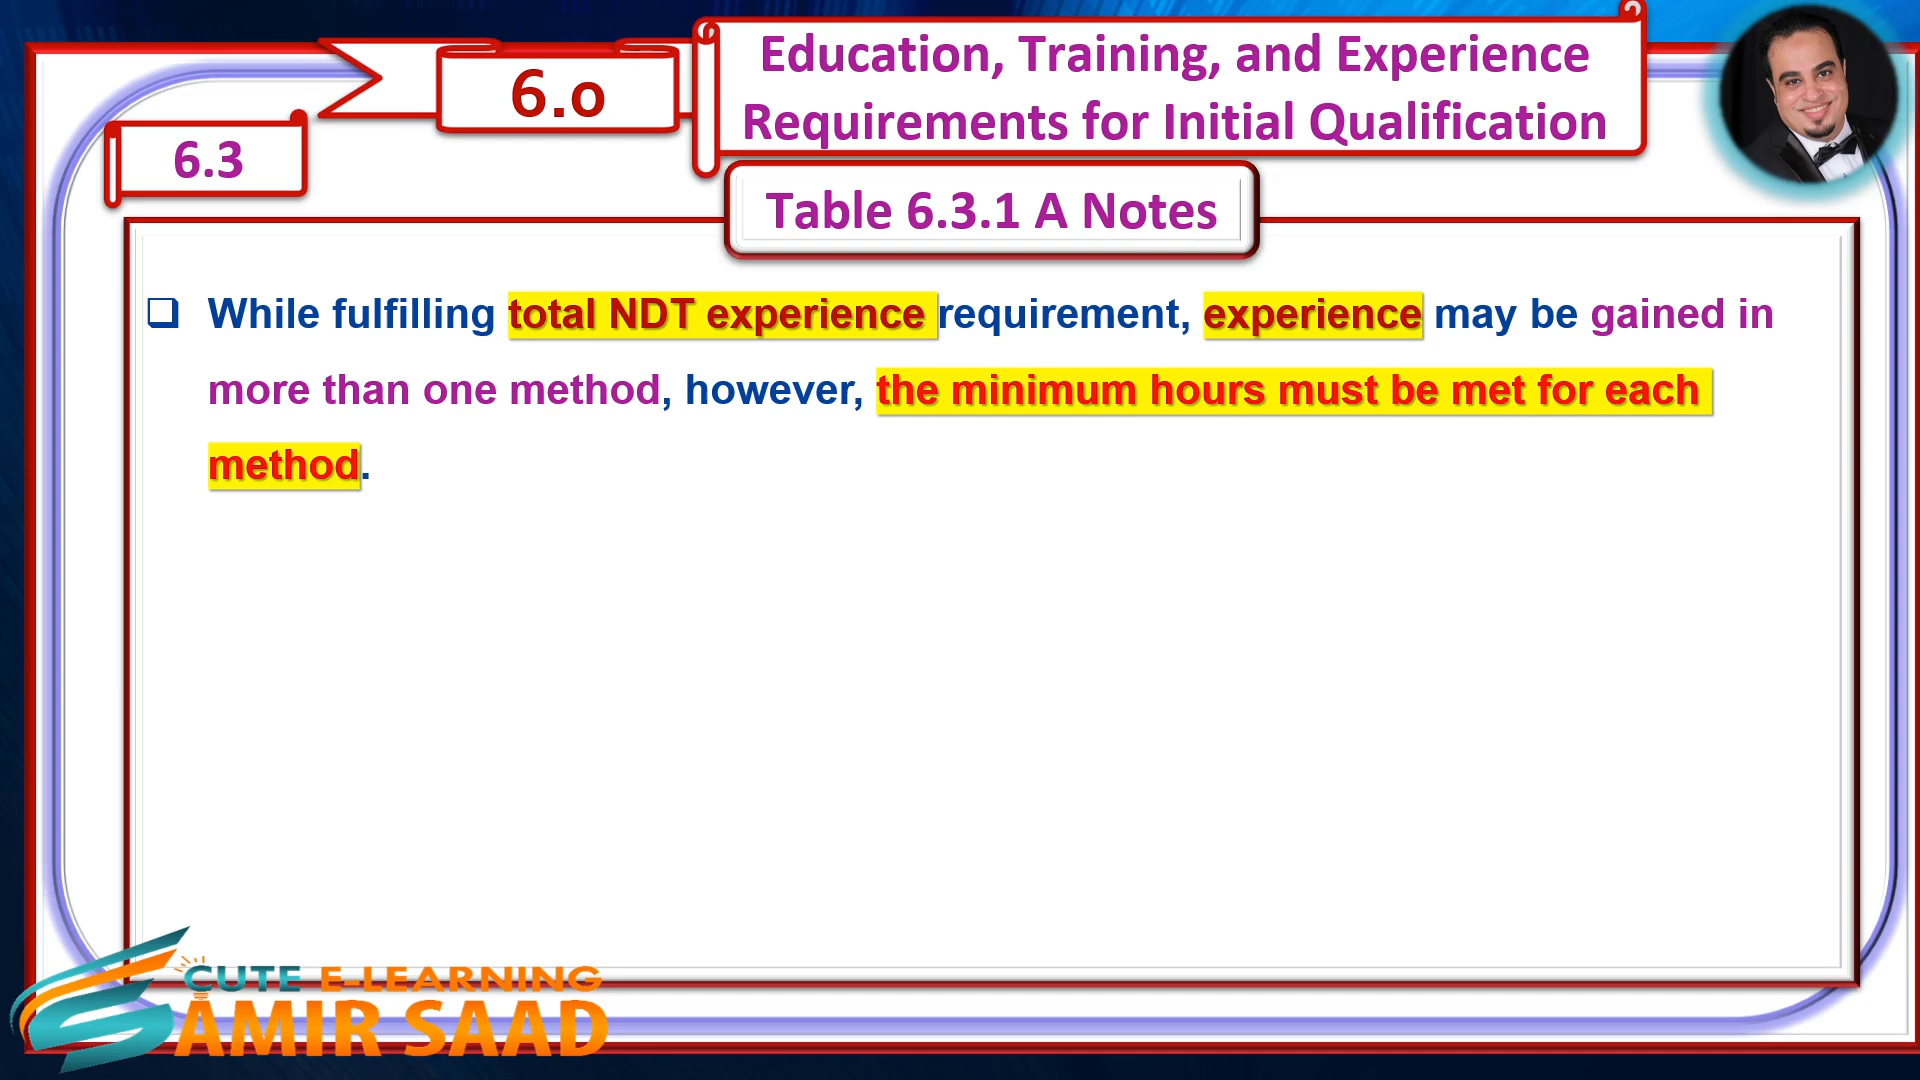 6.0
Education, Training, and Experience
Requirements for Initial Qualification
6.3
Table 6.3.1 A Notes
❑ While fulfilling total NDT experience requirement, experience may be gained in
more than one method, however, the minimum hours must be met for each
method.
CUTE E-LEARNING
AMIR SAAD